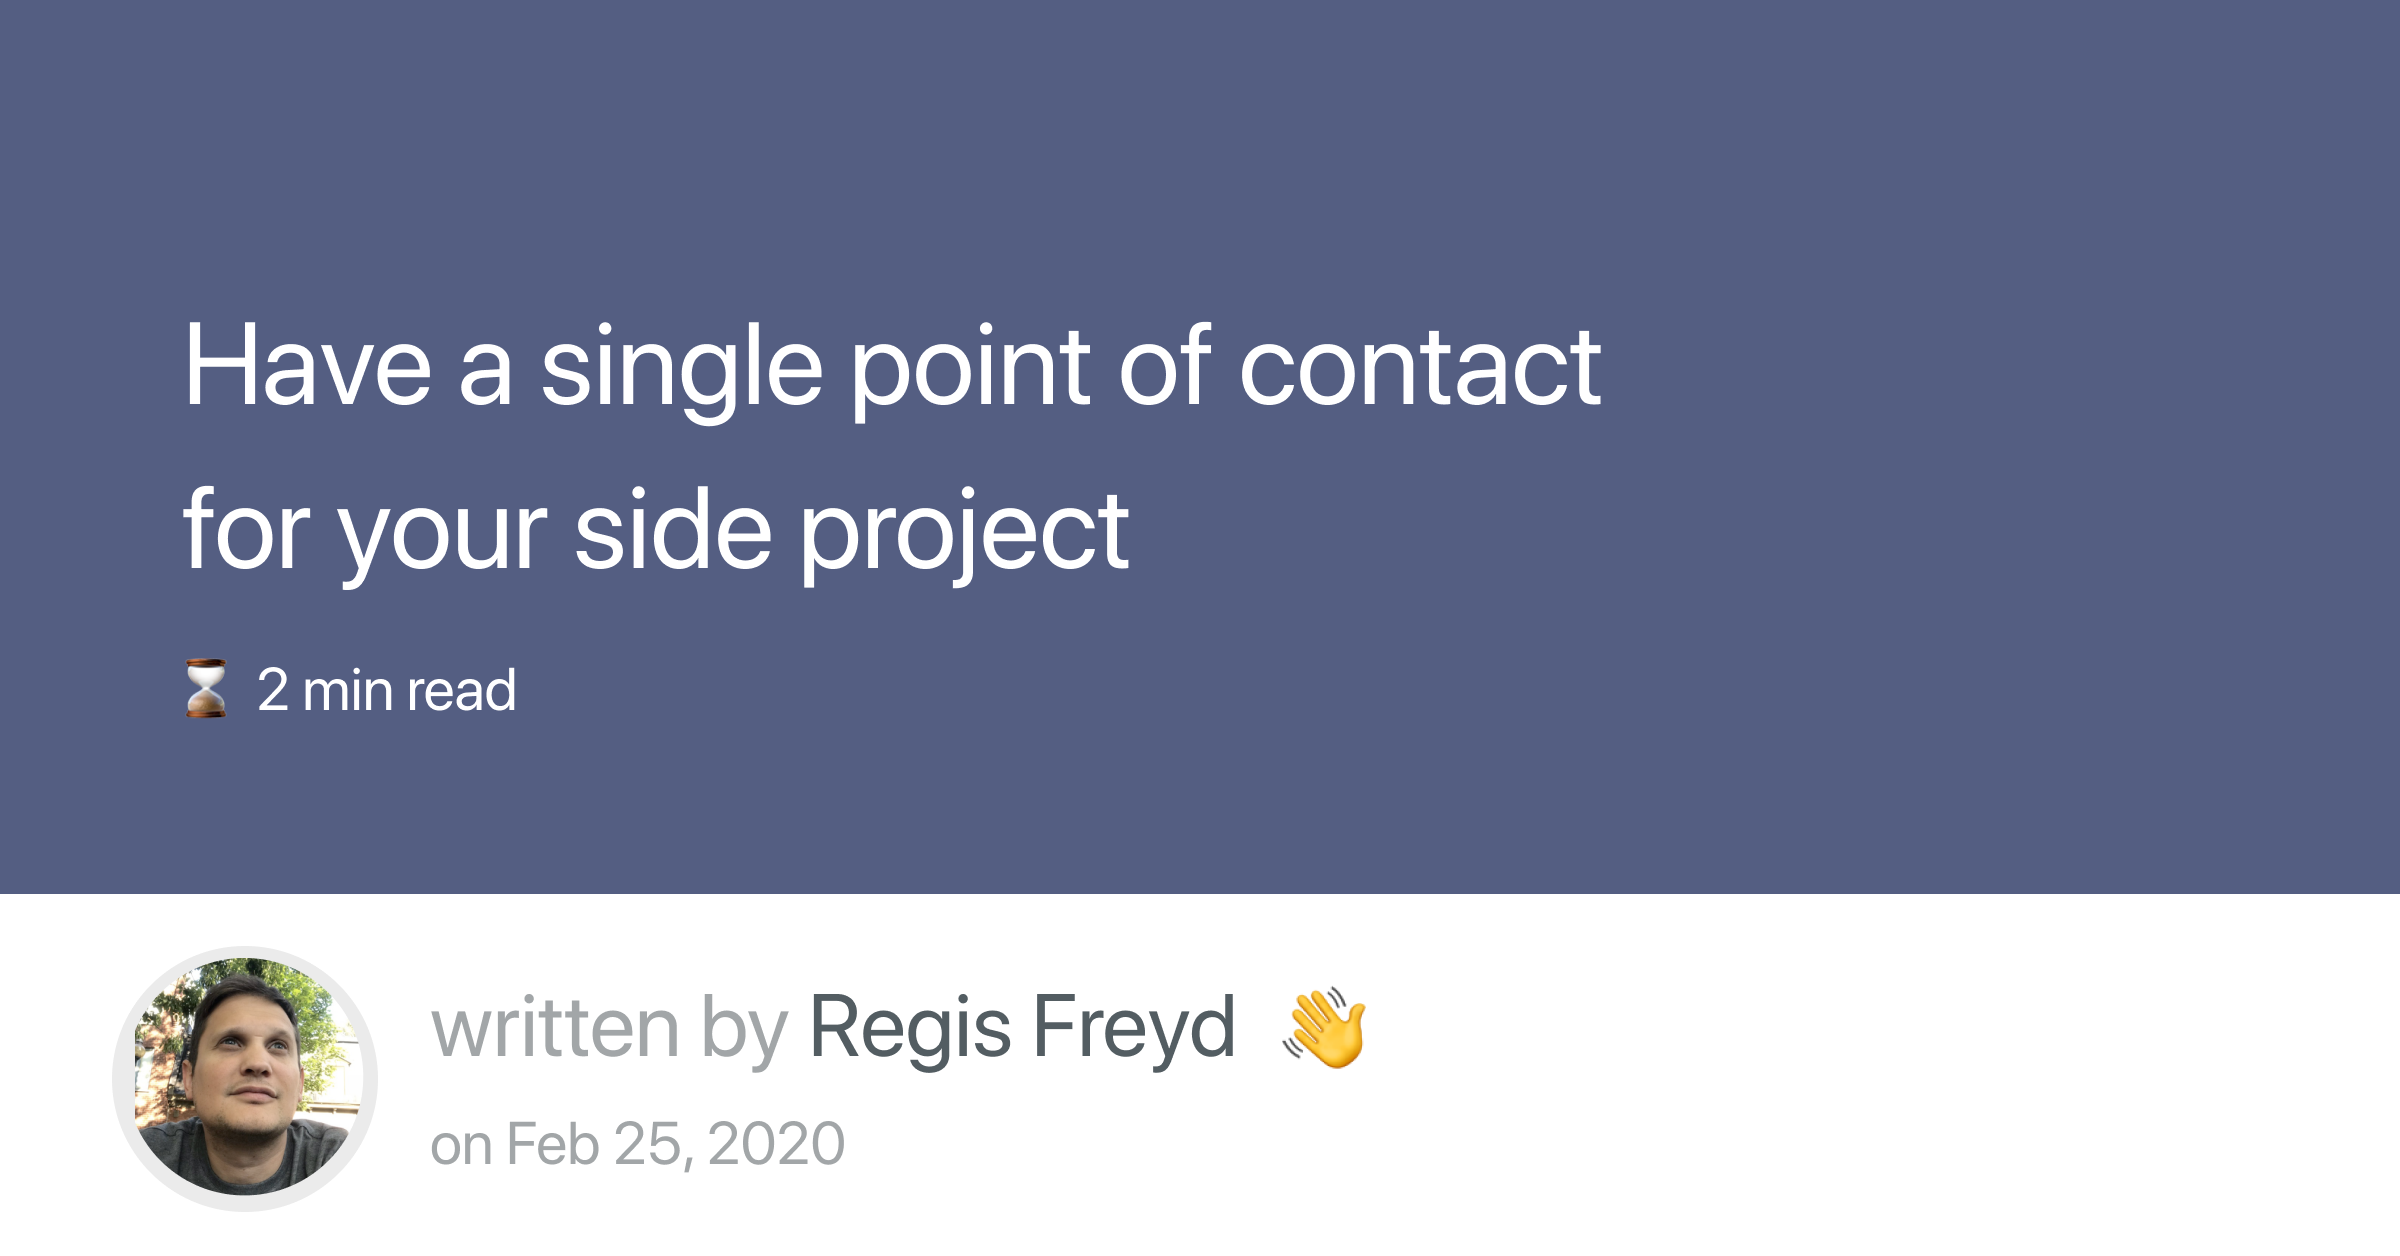 Have a single point of contact
for your side project
⏳ 2 min read
written by Regis Freyd 👋
on Feb 25, 2020